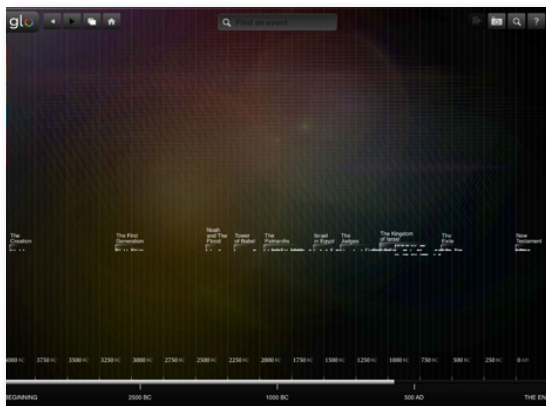 glo
Find an event
?
The
Creation
The First
Generation
Noah
and The
Flood
Tower
of Babel
The
Patriarchs
Israel
in Egypt
The
Judges
The Kingdom
of Israel
The
Exile
New
Testament
4000 BC 3750 BC 3500 BC 3250 BC 3000 BC 2750 BC 2500 BC 2250 BC 2000 BC 1750 BC 1500 BC 1250 BC 1000 BC 750 BC 500 BC 250 BC 0 AD
BEGINNING 2500 BC 1000 BC 500 AD THE EN